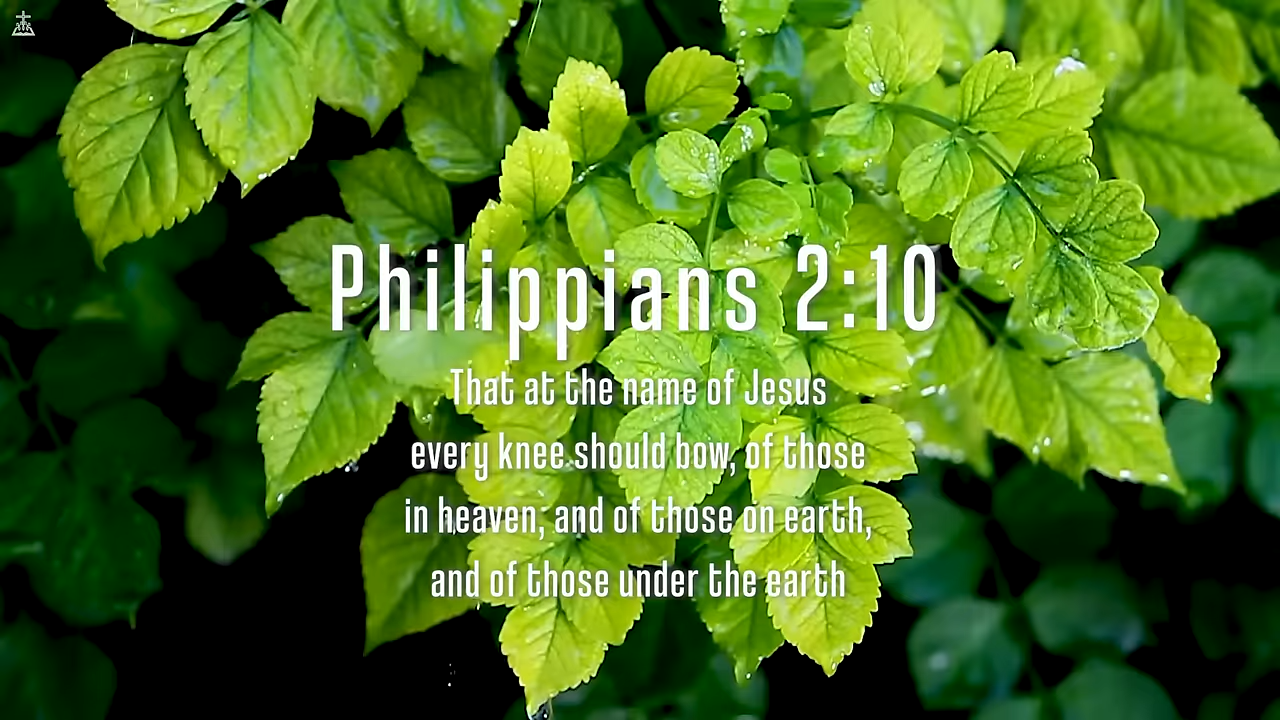 Philippians 2:10
That at the name of Jesus
every knee should bow, of those
in heaven, and of those on earth,
and of those under the earth